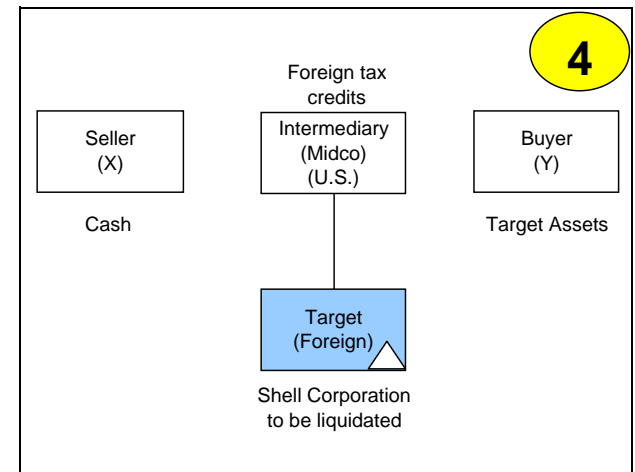 4
Foreign tax
credits
Seller
(X)
Intermediary
(Midco)
(U.S.)
Buyer
(Y)
Cash
Target Assets
Target
(Foreign)
Shell Corporation
to be liquidated